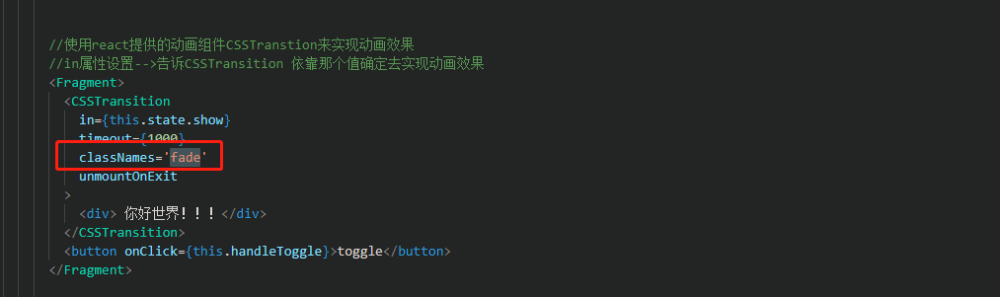 //使用react提供的动画组件CSSTranstion来实现动画效果
//in属性设置-->告诉CSSTransition 依靠那个值确定去实现动画效果
<Fragment>
<CSSTransition
in={this.state.show}
timeout={1000}
classNames='fade'
unmountOnExit
>
<div> 你好世界!!!</div>
</CSSTransition>
<button onClick={this.handleToggle}>toggle</button>
</Fragment>